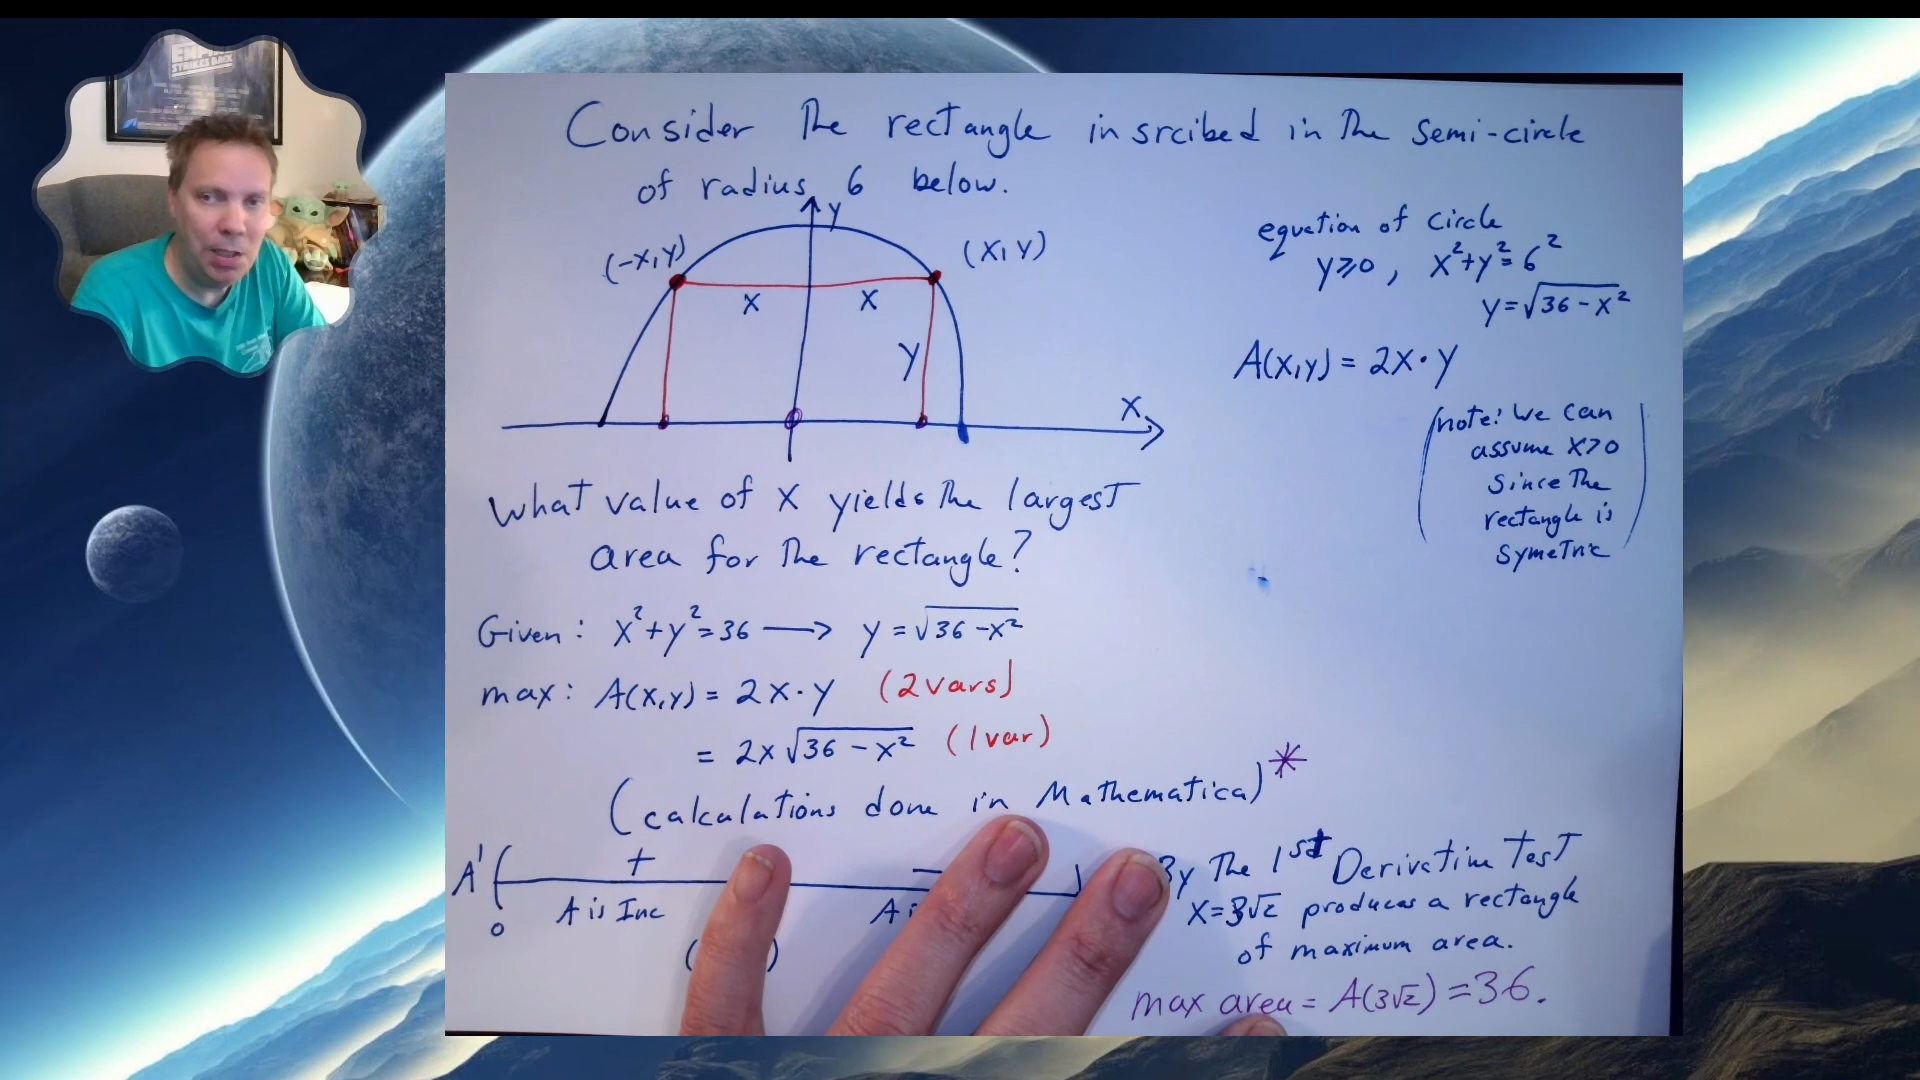 EMPIRE
STRIKES BACK
Consider The rectangle insrcibed in The semi-circle
of radius 6 below.
y
(-x,y)
(x,y)
x
x
y
x
equation of circle
y≥0, x²+y²=6²
y=√36-x²
A(x,y) = 2x·y
(note: we can
assume x>0
since The
rectangle is
symeTric)
What value of x yields The largest
area for The rectangle?
Given: x²+y²=36 → y=√36-x²
max: A(x,y) = 2x·y (2vars)
= 2x√36-x² (1var)
(calculations done in Mathematica)*
A'
+
—
0
A is Inc
A i
By The 1st Derivative Test
x=3√2 produces a rectangle
of maximum area.
max area = A(3√2) = 36.